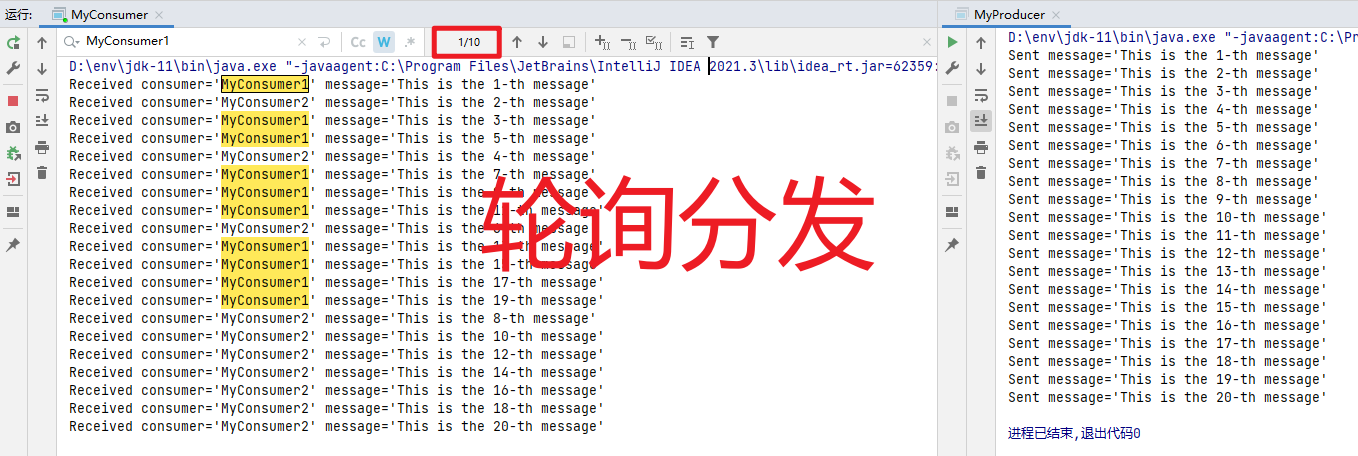 运行: MyConsumer
MyConsumer1 Cc W .* 1/10
D:\env\jdk-11\bin\java.exe "-javaagent:C:\Program Files\JetBrains\IntelliJ IDEA 2021.3\lib\idea_rt.jar=62359:
Received consumer='MyConsumer1' message='This is the 1-th message'
Received consumer='MyConsumer2' message='This is the 2-th message'
Received consumer='MyConsumer1' message='This is the 3-th message'
Received consumer='MyConsumer1' message='This is the 5-th message'
Received consumer='MyConsumer2' message='This is the 4-th message'
Received consumer='MyConsumer1' message='This is the 7-th message'
Received consumer='MyConsumer1' message='This is the message'
Received consumer='MyConsumer1' message='This is the message'
Received consumer='MyConsumer2' message='This is the message'
Received consumer='MyConsumer1' message='This is the message'
Received consumer='MyConsumer1' message='This is the message'
Received consumer='MyConsumer1' message='This is the 17-th message'
Received consumer='MyConsumer1' message='This is the 19-th message'
Received consumer='MyConsumer2' message='This is the 8-th message'
Received consumer='MyConsumer2' message='This is the 10-th message'
Received consumer='MyConsumer2' message='This is the 12-th message'
Received consumer='MyConsumer2' message='This is the 14-th message'
Received consumer='MyConsumer2' message='This is the 16-th message'
Received consumer='MyConsumer2' message='This is the 18-th message'
Received consumer='MyConsumer2' message='This is the 20-th message'
轮询分发
MyProducer
D:\env\jdk-11\bin\java.exe "-javaagent:C:\P
Sent message='This is the 1-th message'
Sent message='This is the 2-th message'
Sent message='This is the 3-th message'
Sent message='This is the 4-th message'
Sent message='This is the 5-th message'
Sent message='This is the 6-th message'
Sent message='This is the 7-th message'
Sent message='This is the 8-th message'
Sent message='This is the 9-th message'
Sent message='This is the 10-th message'
Sent message='This is the 11-th message'
Sent message='This is the 12-th message'
Sent message='This is the 13-th message'
Sent message='This is the 14-th message'
Sent message='This is the 15-th message'
Sent message='This is the 16-th message'
Sent message='This is the 17-th message'
Sent message='This is the 18-th message'
Sent message='This is the 19-th message'
Sent message='This is the 20-th message'
进程已结束,退出代码0